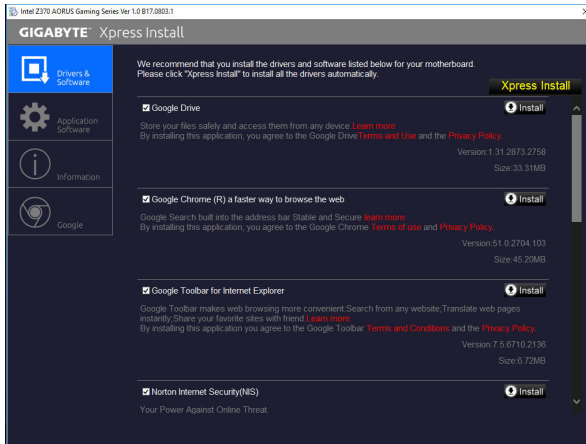 Intel Z370 AORUS Gaming Series Ver 1.0 B17.0803.1
GIGABYTE™ Xpress Install
Drivers &
Software
Application
Software
Information
Google
We recommend that you install the drivers and software listed below for your motherboard.
Please click "Xpress Install" to install all the drivers automatically.
Xpress Install
Google Drive
Install
Store your files safely and access them from any device.Learn more
By installing this application, you agree to the Google DriveTerms and Use and the Privacy Policy.
Version:1.31.2873.2758
Size:33.31MB
Google Chrome (R) a faster way to browse the web
Install
Google Search built into the address bar Stable and Secure learn more
By installing this application, you agree to the Google Chrome Terms of use and Privacy Policy.
Version:51.0.2704.103
Size:45.20MB
Google Toolbar for Internet Explorer
Install
Google Toolbar makes web browsing more convenient:Search from any website;Translate web pages
instantly;Share your favorite sites with friend.Learn more
By installing this application you agree to the Google Toolbar Terms and Conditions and the Privacy Policy.
Version:7.5.6710.2136
Size:6.72MB
Norton Internet Security(NIS)
Install
Your Power Against Online Threat.